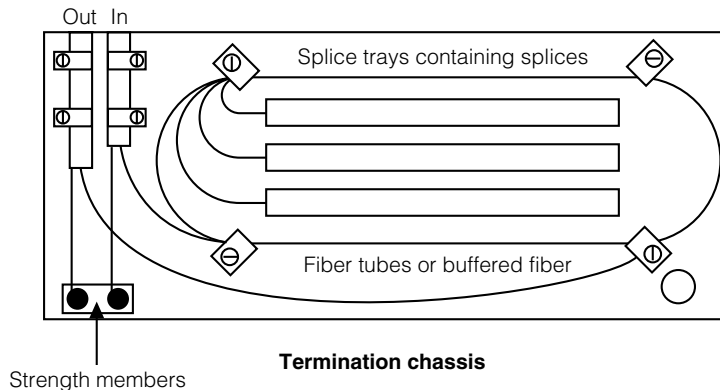 Out In
Splice trays containing splices
Fiber tubes or buffered fiber
Termination chassis
Strength members